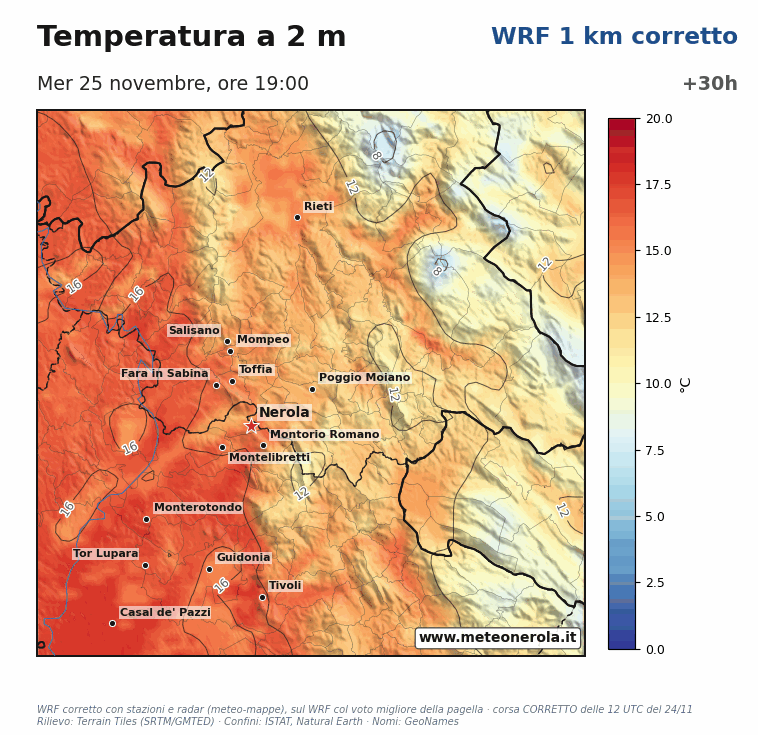 Temperatura a 2 m
WRF 1 km corretto
Mer 25 novembre, ore 19:00
+30h
8
12
12
Rieti
12
8
16
16
Salisano
Mompeo
Fara in Sabina
Toffia
Poggio Moiano
12
Nerola
Montorio Romano
16
Montelibretti
12
16
Monterotondo
12
Tor Lupara
Guidonia
16
Tivoli
Casal de' Pazzi
www.meteonerola.it
20.0
17.5
15.0
12.5
10.0
7.5
5.0
2.5
0.0
°C
WRF corretto con stazioni e radar (meteo-mappe), sul WRF col voto migliore della pagella · corsa CORRETTO delle 12 UTC del 24/11
Rilievo: Terrain Tiles (SRTM/GMTED) · Confini: ISTAT, Natural Earth · Nomi: GeoNames